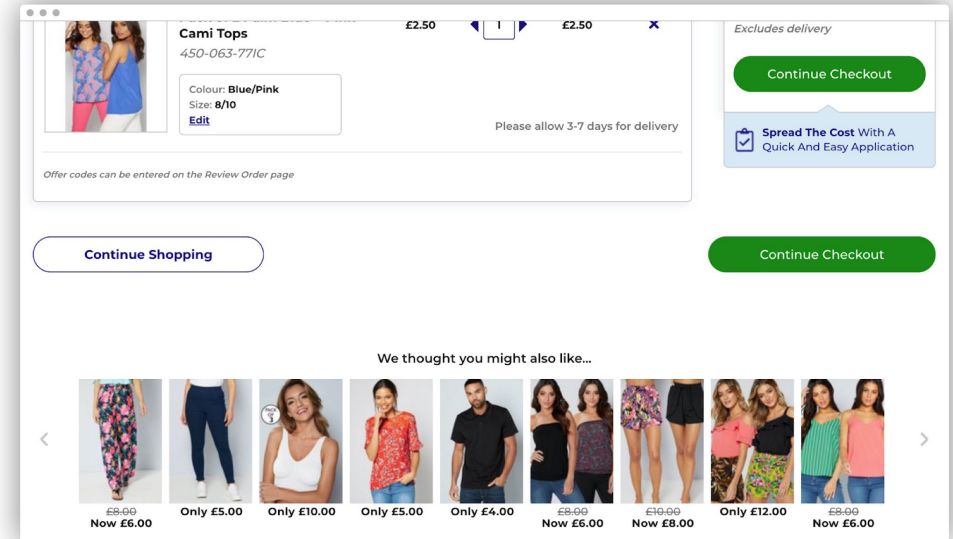 £2.50
1
£2.50
X
Cami Tops
450-063-77IC
Colour: Blue/Pink
Size: 8/10
Edit
Please allow 3-7 days for delivery
Offer codes can be entered on the Review Order page
Excludes delivery
Continue Checkout
Spread The Cost With A
Quick And Easy Application
Continue Shopping
Continue Checkout
We thought you might also like...
PACK
OF
3
£8.00
Now £6.00
Only £5.00
Only £10.00
Only £5.00
Only £4.00
£8.00
Now £6.00
£10.00
Now £8.00
Only £12.00
£8.00
Now £6.00